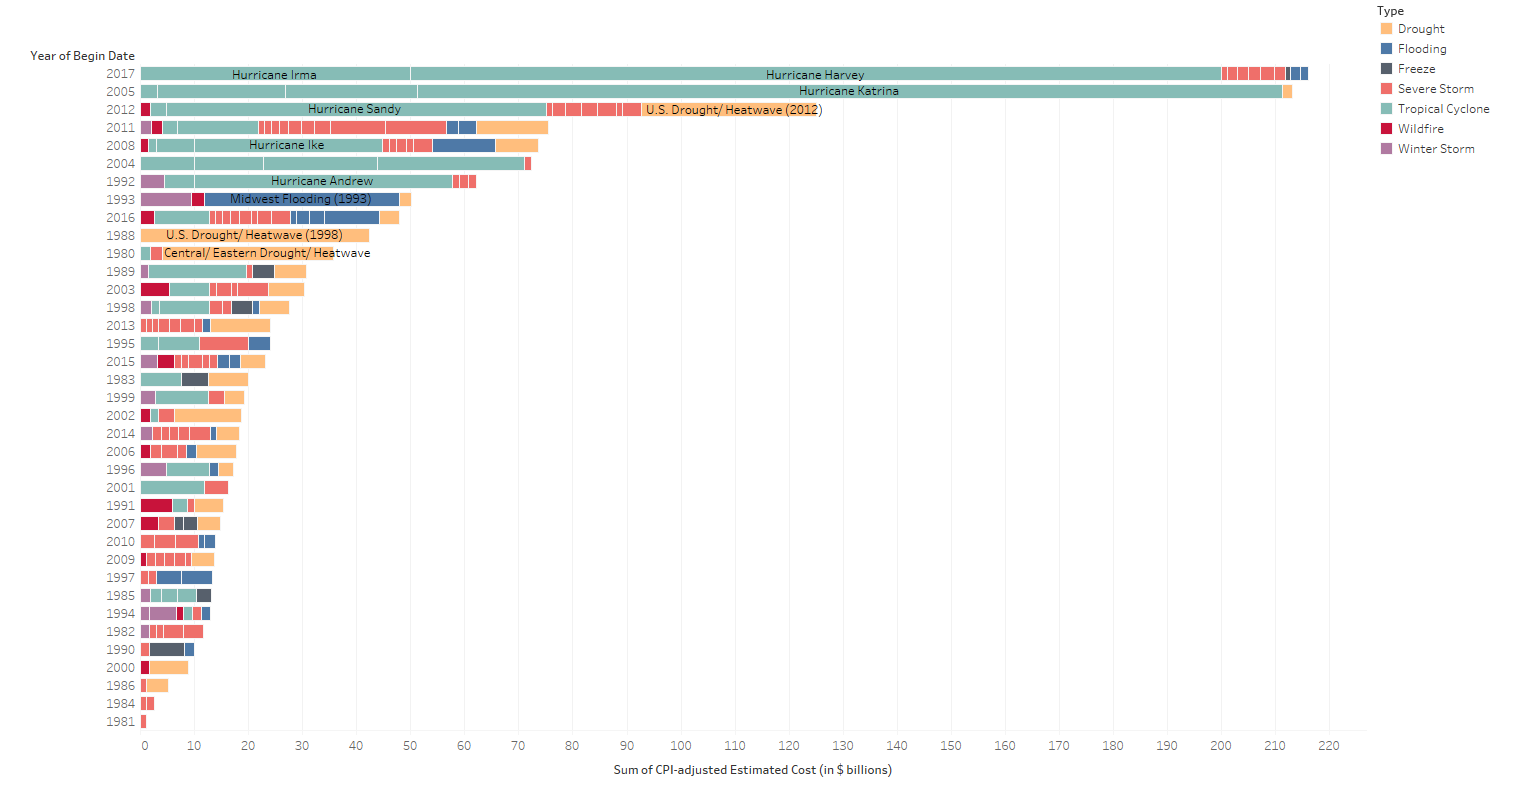 Type
Drought
Flooding
Freeze
Severe Storm
Tropical Cyclone
Wildfire
Winter Storm
Year of Begin Date
2017 Hurricane Irma Hurricane Harvey
2005 Hurricane Katrina
2012 Hurricane Sandy U.S. Drought/ Heatwave (2012)
2011
2008 Hurricane Ike
2004
1992 Hurricane Andrew
1993 Midwest Flooding (1993)
2016
1988 U.S. Drought/ Heatwave (1998)
1980 Central/ Eastern Drought/ Heatwave
1989
2003
1998
2013
1995
2015
1983
1999
2002
2014
2006
1996
2001
1991
2007
2010
2009
1997
1985
1994
1982
1990
2000
1986
1984
1981
0 10 20 30 40 50 60 70 80 90 100 110 120 130 140 150 160 170 180 190 200 210 220
Sum of CPI-adjusted Estimated Cost (in $ billions)